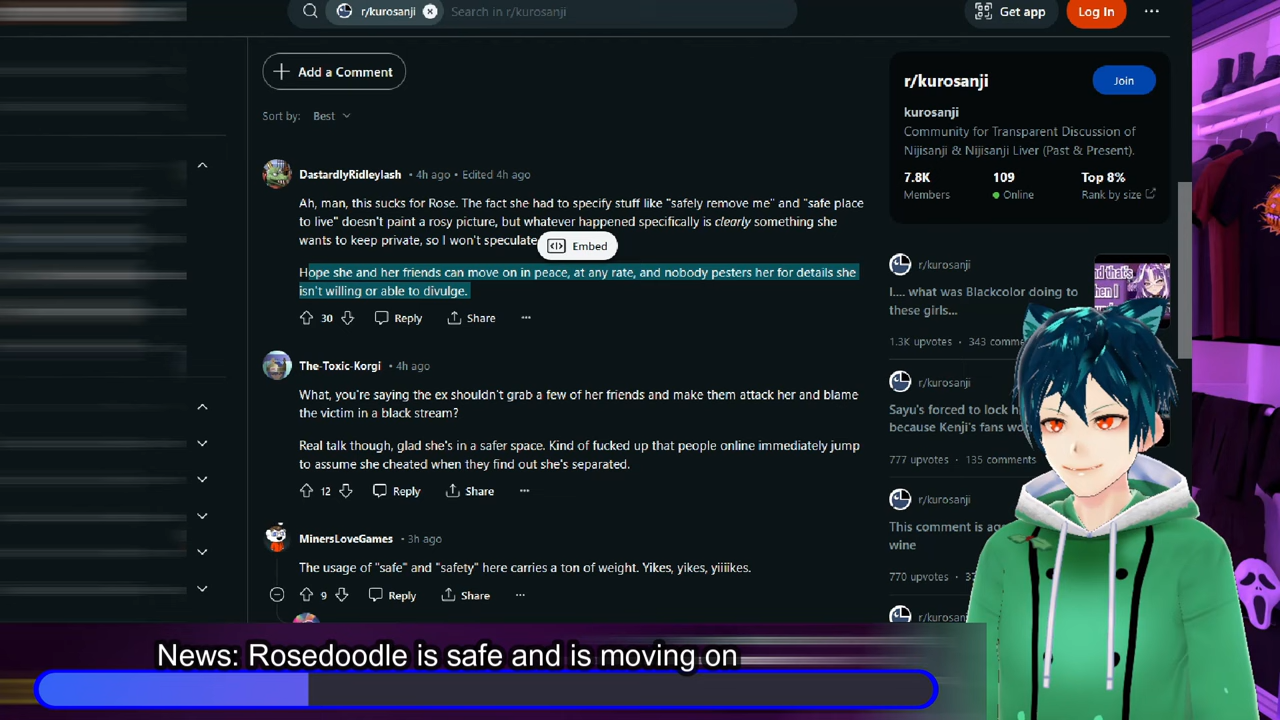 r/kurosanji
Search in r/kurosanji
Get app
Log In
Add a Comment
Sort by: Best
DastardlyRidleylash • 4h ago • Edited 4h ago
Ah, man, this sucks for Rose. The fact she had to specify stuff like "safely remove me" and "safe place
to live" doesn't paint a rosy picture, but whatever happened specifically is clearly something she
wants to keep private, so I won't speculate
Embed
Hope she and her friends can move on in peace, at any rate, and nobody pesters her for details she
isn't willing or able to divulge.
30 Reply Share
The-Toxic-Korgi • 4h ago
What, you're saying the ex shouldn't grab a few of her friends and make them attack her and blame
the victim in a black stream?
Real talk though, glad she's in a safer space. Kind of fucked up that people online immediately jump
to assume she cheated when they find out she's separated.
12 Reply Share
MinersLoveGames • 3h ago
The usage of "safe" and "safety" here carries a ton of weight. Yikes, yikes, yiiikes.
9 Reply Share
r/kurosanji
Join
kurosanji
Community for Transparent Discussion of
Nijisanji & Nijisanji Liver (Past & Present).
7.8K 109 Top 8%
Members Online Rank by size
r/kurosanji
I.... what was Blackcolor doing to
these girls...
1.3K upvotes • 343
nd that's
hen I
r/kurosanji
Sayu's forced to lock
because Kenji's fans
777 upvotes • 135 comments
r/kurosanji
This comment is
wine
770 upvotes •
r/kurosanji
News: Rosedoodle is safe and is moving on